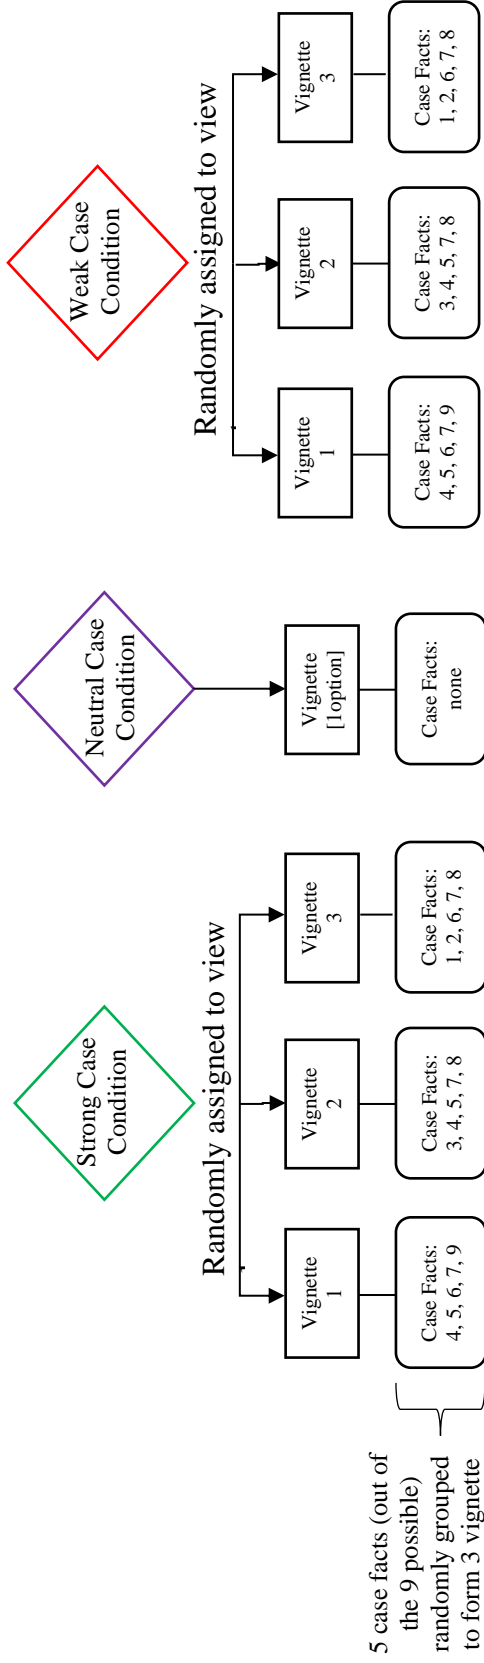 Strong Case
Condition
Neutral Case
Condition
Weak Case
Condition
Randomly assigned to view
Randomly assigned to view
Vignette
1
Vignette
2
Vignette
3
Vignette
[1option]
Vignette
1
Vignette
2
Vignette
3
5 case facts (out of
the 9 possible)
randomly grouped
to form 3 vignette
Case Facts:
4, 5, 6, 7, 9
Case Facts:
3, 4, 5, 7, 8
Case Facts:
1, 2, 6, 7, 8
Case Facts:
none
Case Facts:
4, 5, 6, 7, 9
Case Facts:
3, 4, 5, 7, 8
Case Facts:
1, 2, 6, 7, 8